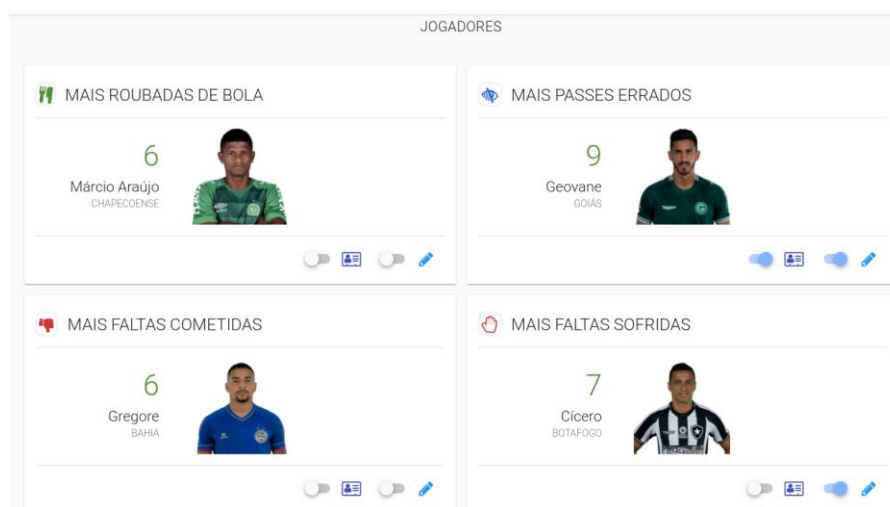 JOGADORES
MAIS ROUBADAS DE BOLA
6
Márcio Araújo
CHAPECOENSE
MAIS PASSES ERRADOS
9
Geovane
GOIÁS
MAIS FALTAS COMETIDAS
6
Gregore
BAHIA
MAIS FALTAS SOFRIDAS
7
Cícero
BOTAFOGO